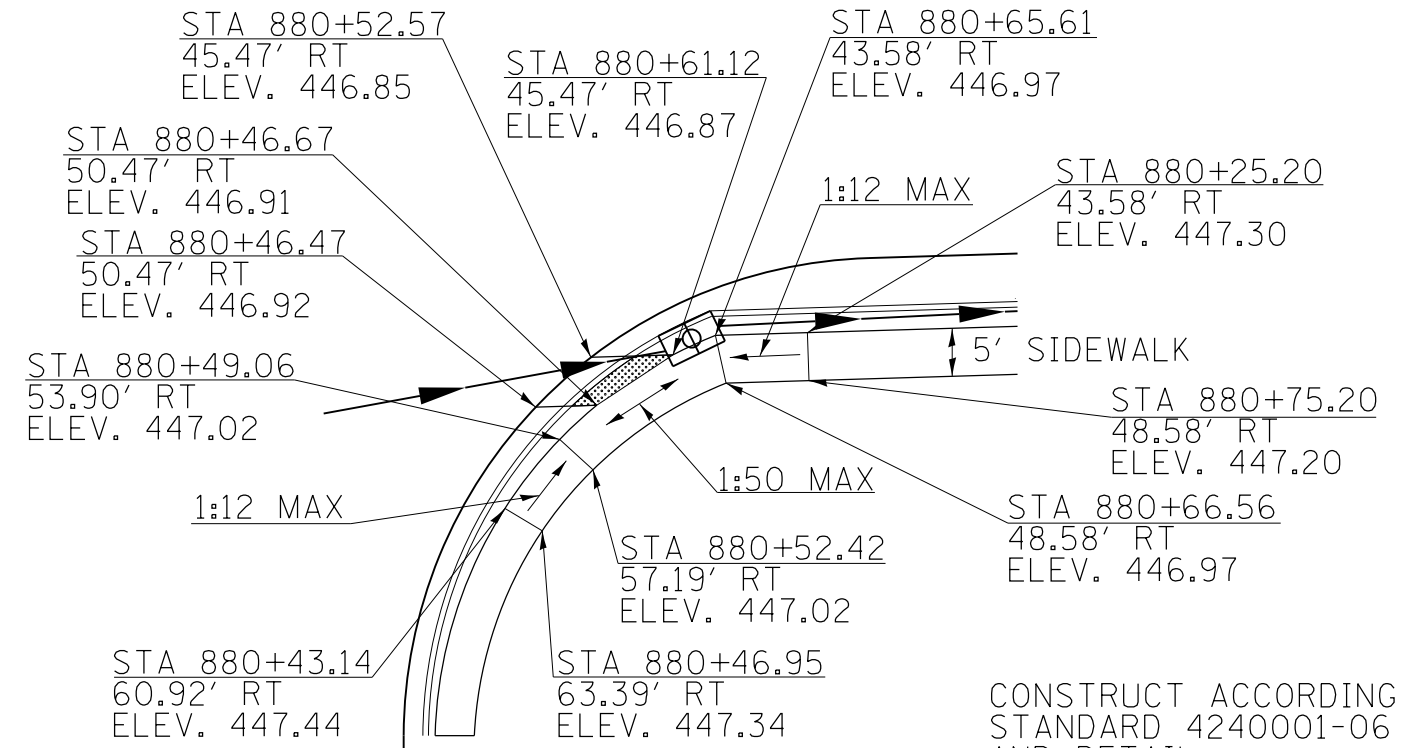 STA 880+52.57
45.47' RT
ELEV. 446.85
STA 880+61.12
45.47' RT
ELEV. 446.87
STA 880+65.61
43.58' RT
ELEV. 446.97
STA 880+46.67
50.47' RT
ELEV. 446.91
STA 880+25.20
43.58' RT
ELEV. 447.30
1:12 MAX
STA 880+46.47
50.47' RT
ELEV. 446.92
5' SIDEWALK
STA 880+49.06
53.90' RT
ELEV. 447.02
STA 880+75.20
48.58' RT
ELEV. 447.20
1:50 MAX
1:12 MAX
STA 880+66.56
48.58' RT
ELEV. 446.97
STA 880+52.42
57.19' RT
ELEV. 447.02
STA 880+43.14
60.92' RT
ELEV. 447.44
STA 880+46.95
63.39' RT
ELEV. 447.34
CONSTRUCT ACCORDING
STANDARD 4240001-06